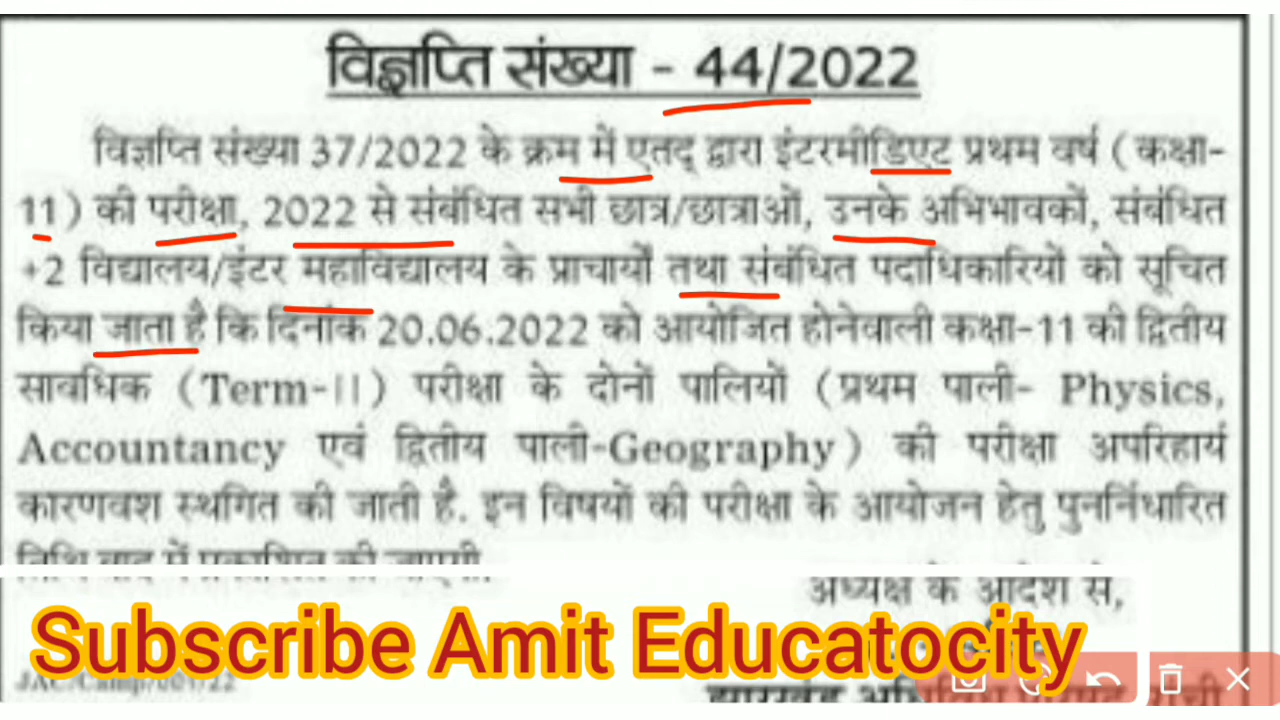 विज्ञप्ति संख्या - 44/2022
विज्ञप्ति संख्या 37/2022 के क्रम में एतद् द्वारा इंटरमीडिएट प्रथम वर्ष (कक्षा-
11) की परीक्षा, 2022 से संबंधित सभी छात्र/छात्राओं, उनके अभिभावकों, संबंधित
+2 विद्यालय/इंटर महाविद्यालय के प्राचार्यों तथा संबंधित पदाधिकारियों को सूचित
किया जाता है कि दिनांक 20.06.2022 को आयोजित होनेवाली कक्षा-11 की द्वितीय
सावधिक (Term-II) परीक्षा के दोनों पालियों (प्रथम पाली- Physics,
Accountancy एवं द्वितीय पाली-Geography) की परीक्षा अपरिहार्य
कारणवश स्थगित की जाती है. इन विषयों की परीक्षा के आयोजन हेतु पुनर्निधारित
तिथि बाद में प्रकाशित की जाएगी.
अध्यक्ष के आदेश से,
Subscribe Amit Educatocity